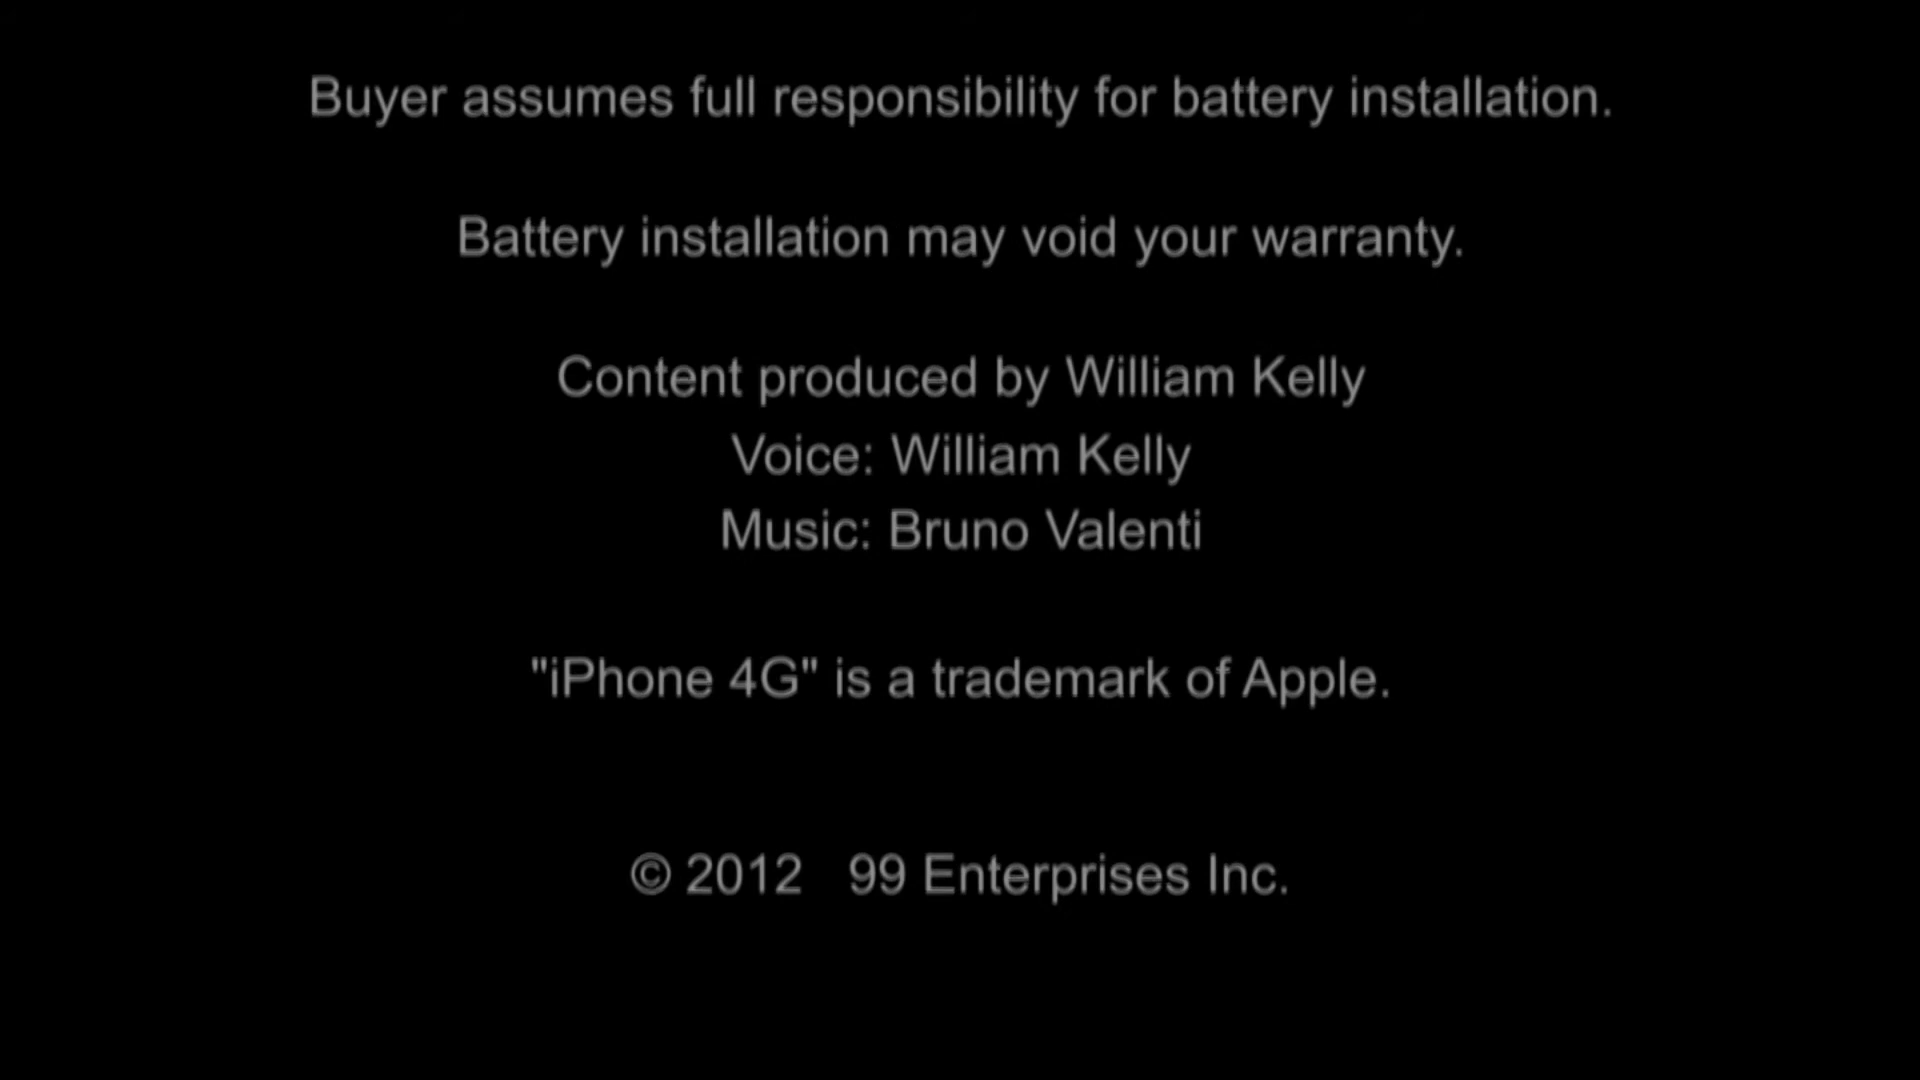 Buyer assumes full responsibility for battery installation.
Battery installation may void your warranty.
Content produced by William Kelly
Voice: William Kelly
Music: Bruno Valenti
"iPhone 4G" is a trademark of Apple.
© 2012 99 Enterprises Inc.